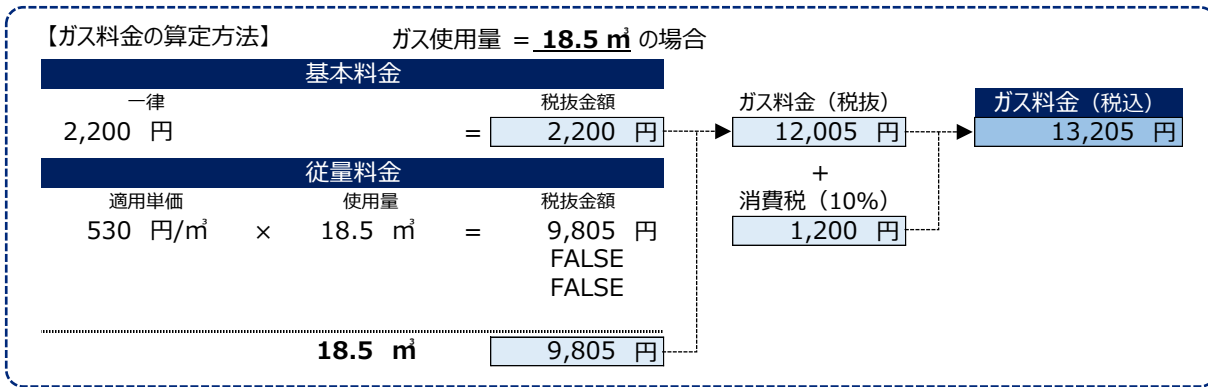 【ガス料金の算定方法】 ガス使用量 = 18.5 ㎥ の場合
基本料金
一律 税抜金額 ガス料金（税抜） ガス料金（税込）
2,200 円 = 2,200 円 12,005 円 13,205 円
従量料金 +
適用単価 使用量 税抜金額 消費税（10%）
530 円/㎥ × 18.5 ㎥ = 9,805 円 1,200 円
FALSE
FALSE
18.5 ㎥ 9,805 円